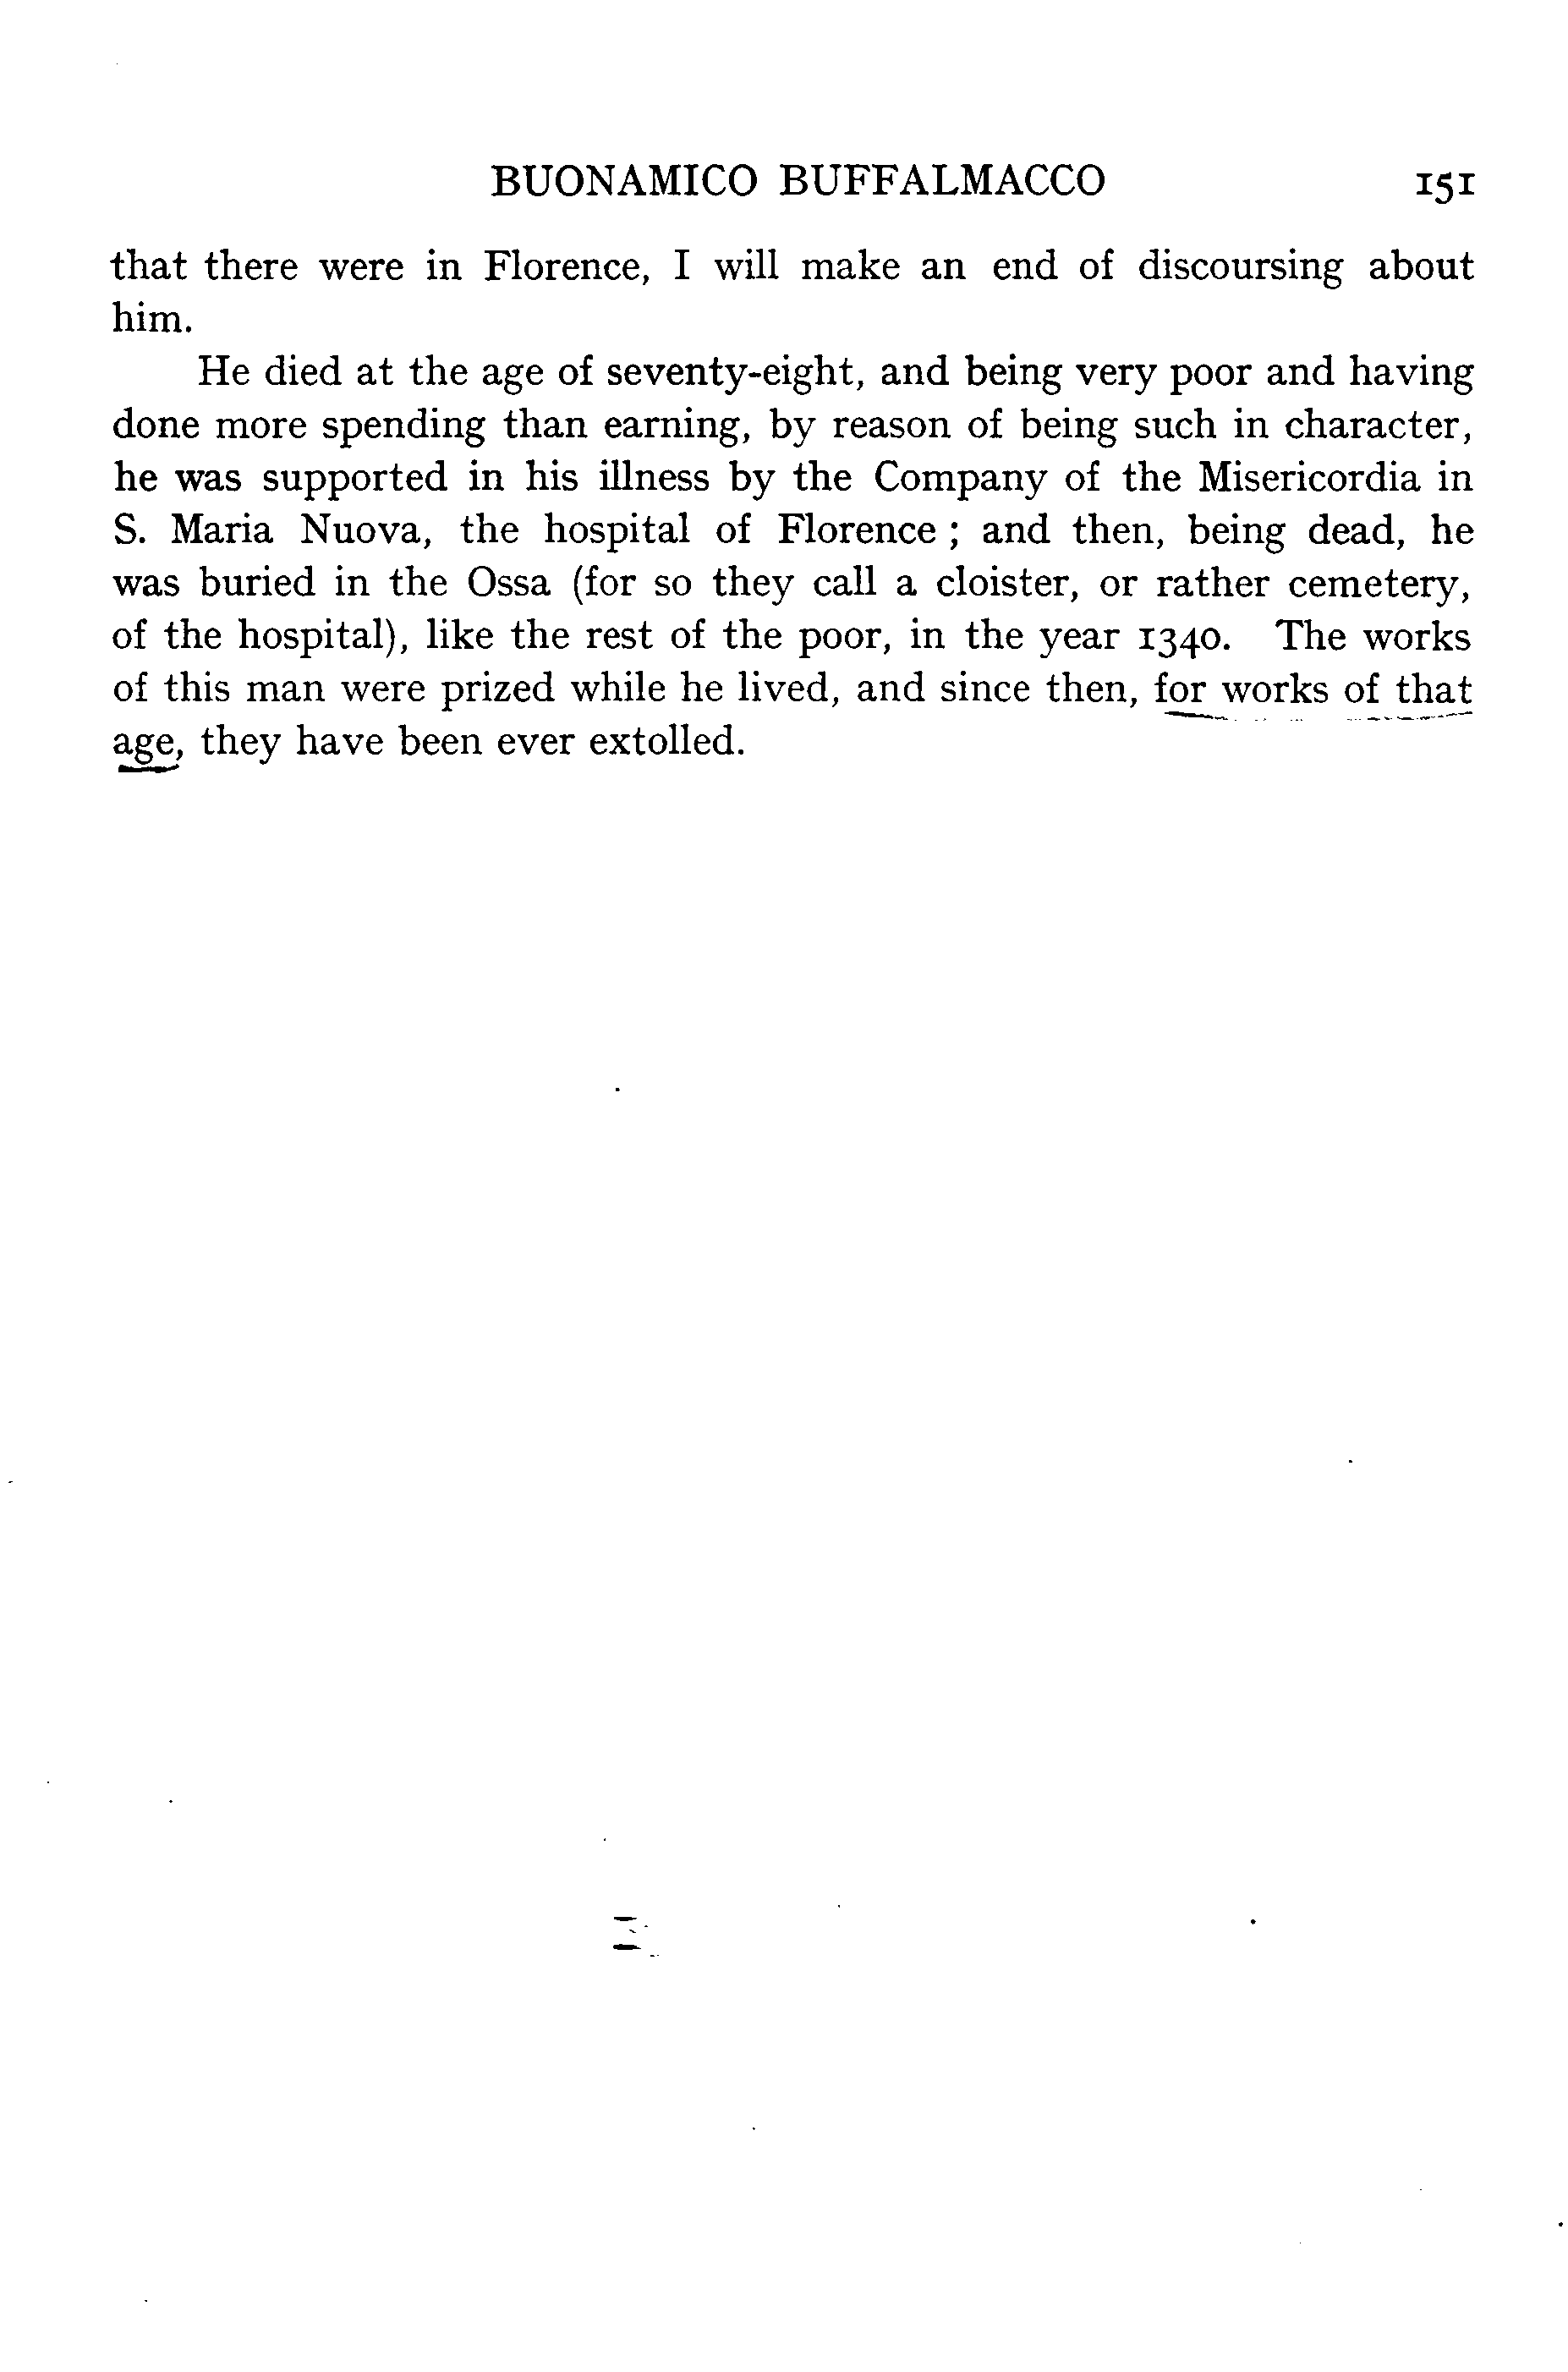 BUONAMICO BUFFALMACCO 151
that there were in Florence, I will make an end of discoursing about
him.
He died at the age of seventy-eight, and being very poor and having
done more spending than earning, by reason of being such in character,
he was supported in his illness by the Company of the Misericordia in
S. Maria Nuova, the hospital of Florence ; and then, being dead, he
was buried in the Ossa (for so they call a cloister, or rather cemetery,
of the hospital), like the rest of the poor, in the year 1340. The works
of this man were prized while he lived, and since then, for works of that
age, they have been ever extolled.